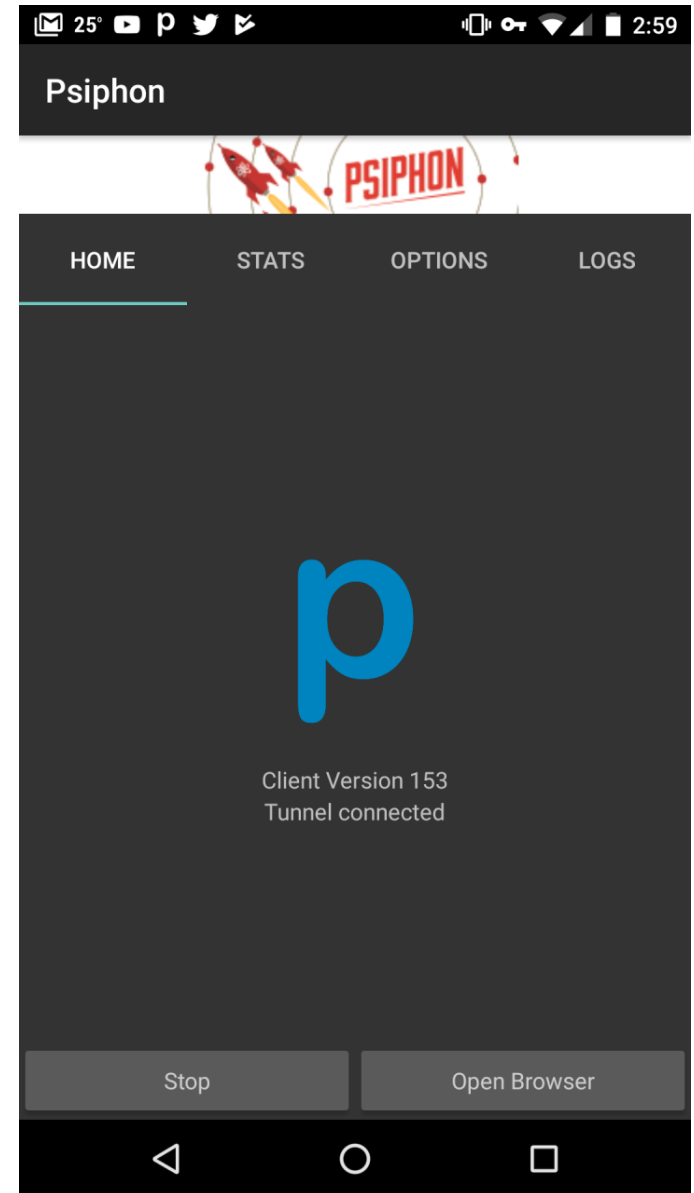 25° p 2:59
Psiphon
PSIPHON
HOME STATS OPTIONS LOGS
p
Client Version 153
Tunnel connected
Stop Open Browser